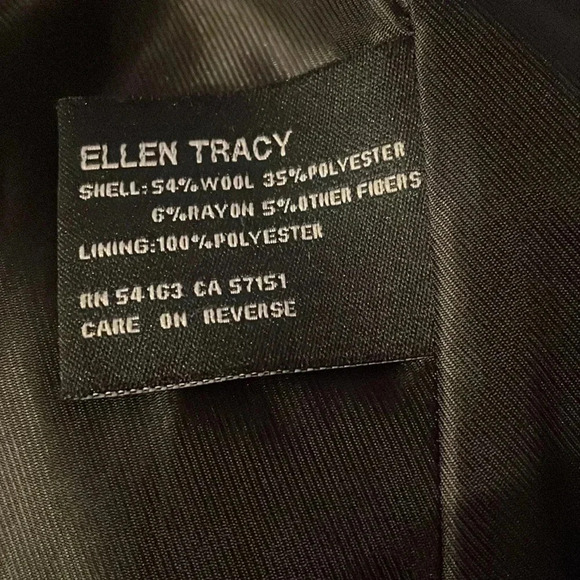 ELLEN TRACY
SHELL:54%WOOL 35%POLYESTER
6%RAYON 5%OTHER FIBERS
LINING:100%POLYESTER
RN 54163 CA 57151
CARE ON REVERSE